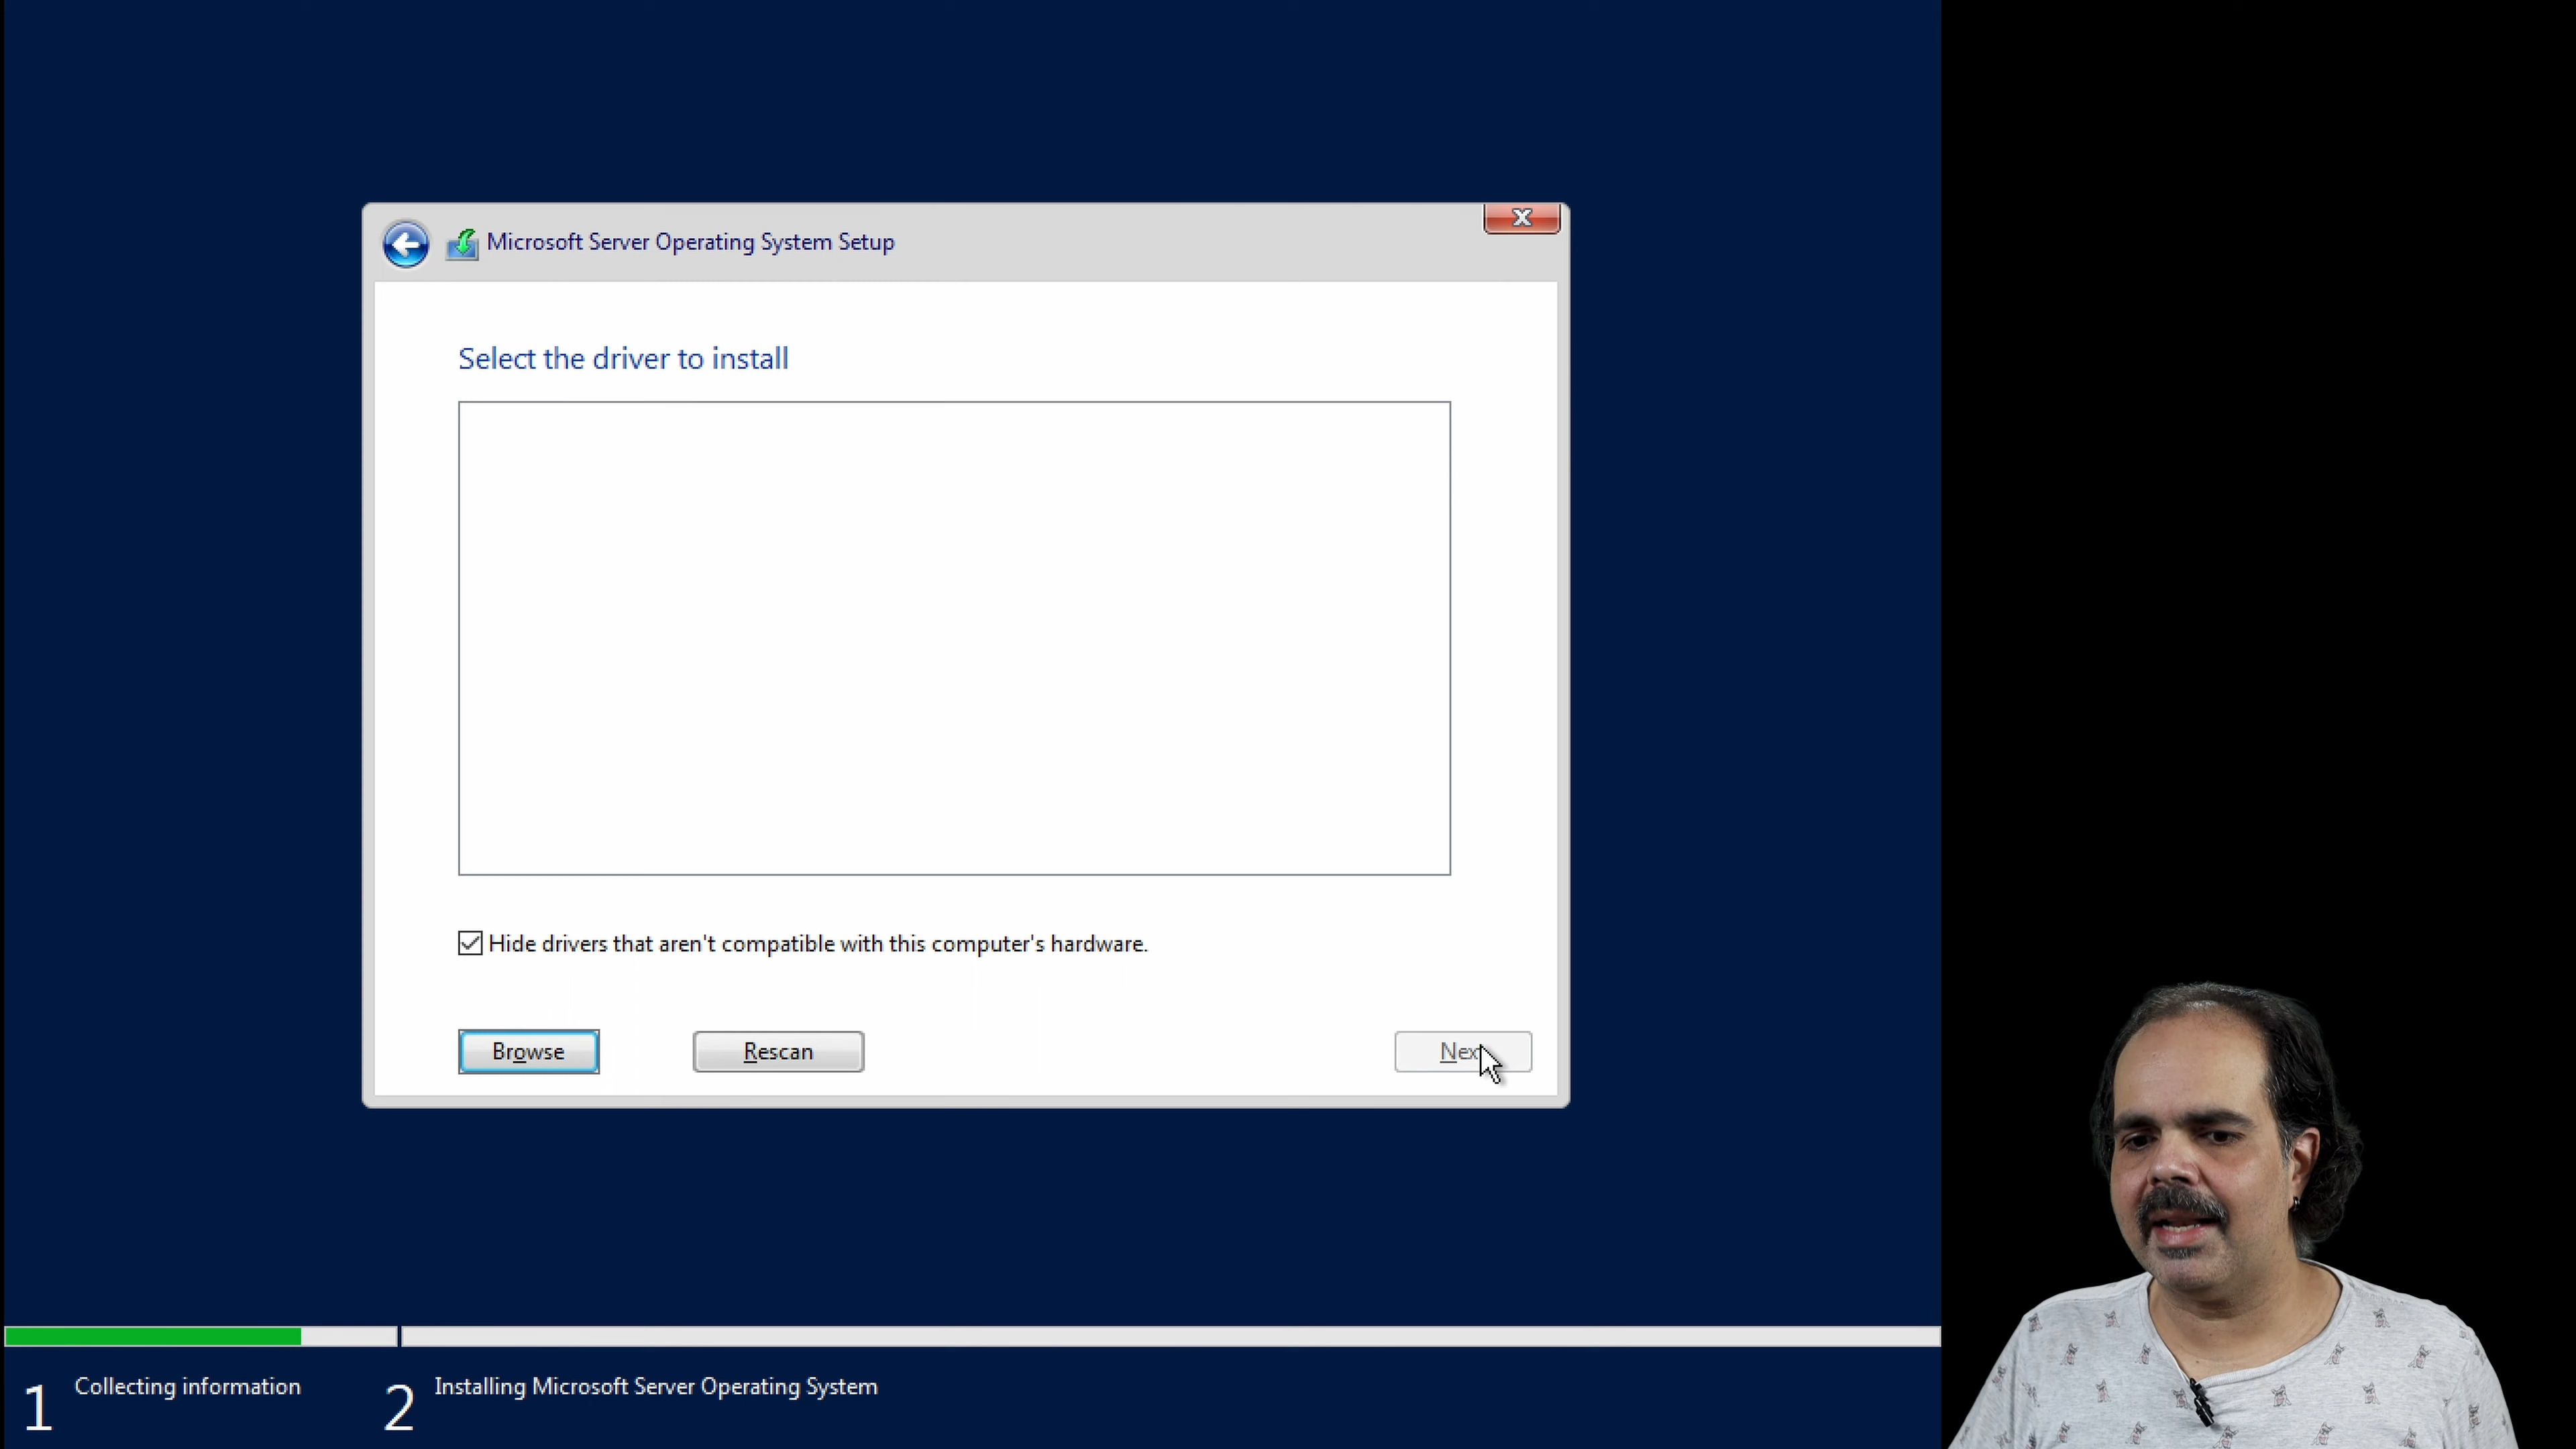 Microsoft Server Operating System Setup
Select the driver to install
Hide drivers that aren't compatible with this computer's hardware.
Browse
Rescan
Nex
1 Collecting information
2 Installing Microsoft Server Operating System